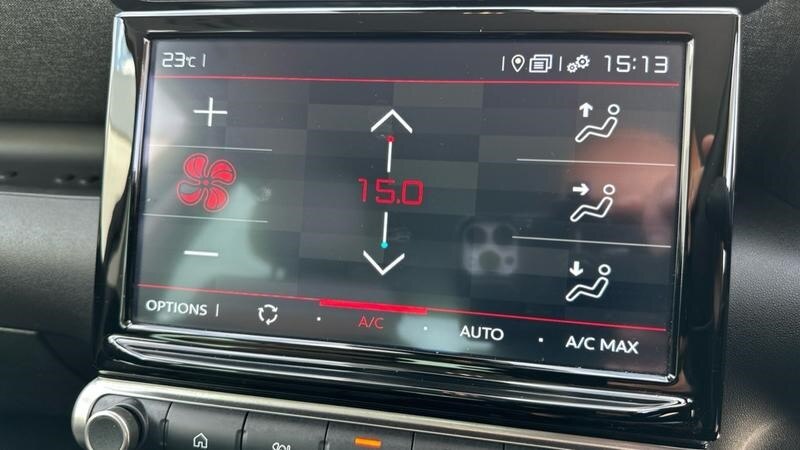 23°C
15:13
15.0
OPTIONS
A/C
AUTO
A/C MAX